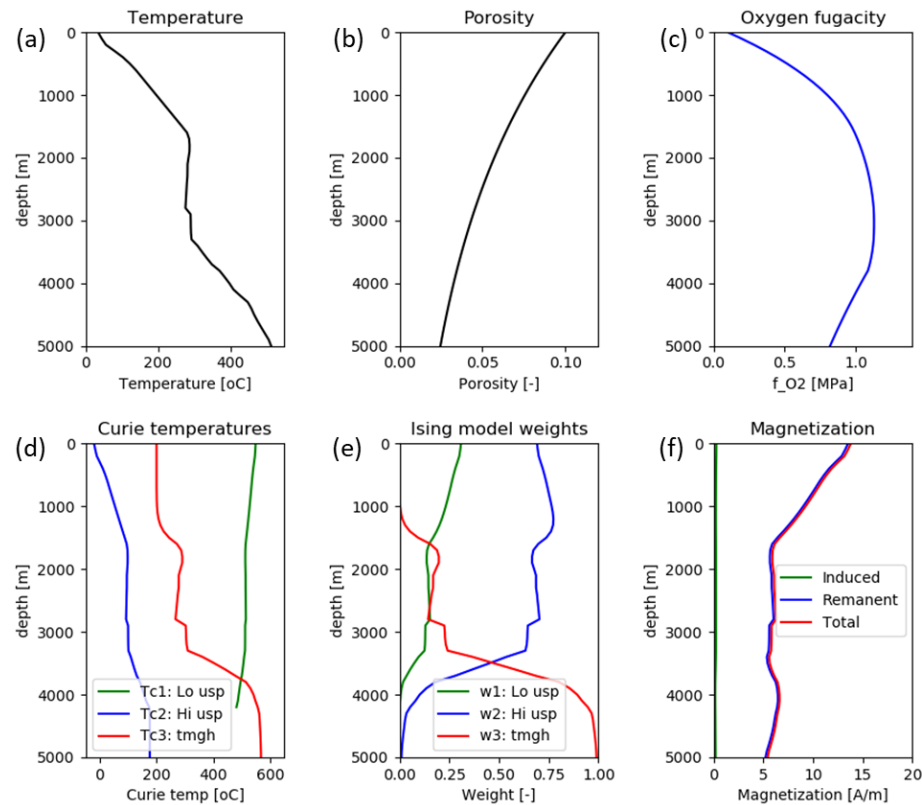 (a) Temperature
0
1000
2000
3000
4000
5000
depth [m]
0 200 400
Temperature [oC]
(b) Porosity
0
1000
2000
3000
4000
5000
depth [m]
0.00 0.05 0.10
Porosity [-]
(c) Oxygen fugacity
0
1000
2000
3000
4000
5000
depth [m]
0.0 0.5 1.0
f_O2 [MPa]
(d) Curie temperatures
0
1000
2000
3000
4000
5000
depth [m]
Tc1: Lo usp
Tc2: Hi usp
Tc3: tmgh
0 200 400 600
Curie temp [oC]
(e) Ising model weights
0
1000
2000
3000
4000
5000
depth [m]
w1: Lo usp
w2: Hi usp
w3: tmgh
0.00 0.25 0.50 0.75 1.00
Weight [-]
(f) Magnetization
0
1000
2000
3000
4000
5000
depth [m]
Induced
Remanent
Total
0 5 10 15 20
Magnetization [A/m]